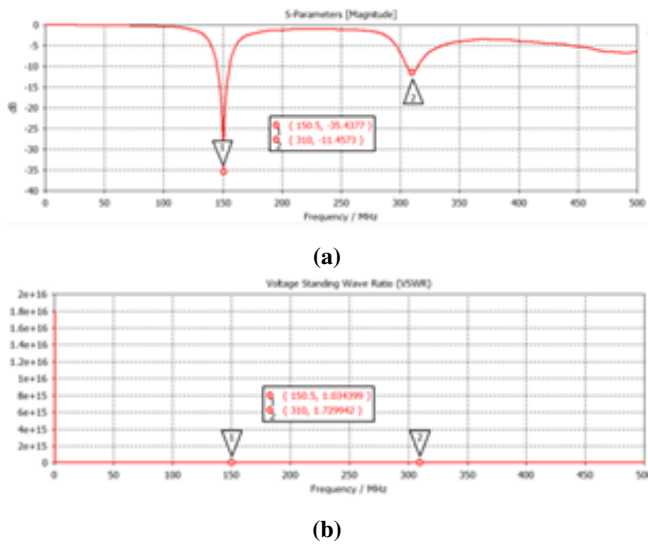 S-Parameters [Magnitude]
0
-5
-10
-15
-20
-25
-30
-35
-40
dB
1
2
1 ( 150.5, -35.4377 )
2 ( 310, -11.4573 )
0 50 100 150 200 250 300 350 400 450 500
Frequency / MHz
(a)
Voltage Standing Wave Ratio (VSWR)
2e+16
1.8e+16
1.6e+16
1.4e+16
1.2e+16
1e+16
8e+15
6e+15
4e+15
2e+15
0
1 ( 150.5, 1.034399 )
2 ( 310, 1.729942 )
1
2
0 50 100 150 200 250 300 350 400 450 500
Frequency / MHz
(b)